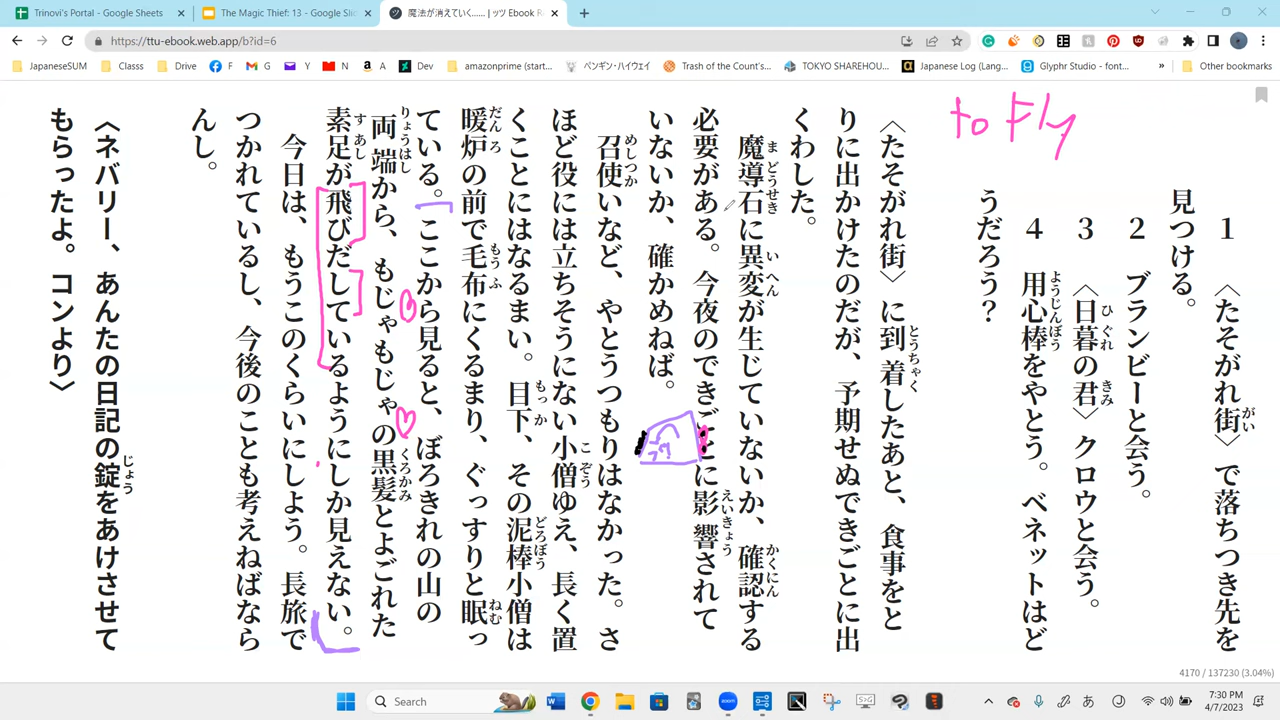 Trinovi's Portal - Google Sheets
The Magic Thief: 13 - Google Sli
魔法が消えていく…… | ッツ Ebook R
https://ttu-ebook.web.app/b?id=6
JapaneseSUM
Classs
Drive
F
G
Y
N
A
Dev
amazonprime (start...
ペンギン・ハイウェイ
Trash of the Count's...
TOKYO SHAREHOU...
Japanese Log (Lang...
Glyphr Studio - font...
»
Other bookmarks
to Fly
1 〈たそがれ街〉で落ちつき先を
見つける。
2 ブランビーと会う。
3 〈日暮の君〉クロウと会う。
4 用心棒をやとう。ベネットはど
うだろう?
〈たそがれ街〉に到着したあと、食事をと
りに出かけたのだが、予期せぬできごとに出
くわした。
魔導石に異変が生じていないか、確認する
必要がある。今夜のできごとに影響されて
いないか、確かめねば。
召使いなど、やとうつもりはなかった。さ
ほど役には立ちそうにない小僧ゆえ、長く置
くことにはなるまい。目下、その泥棒小僧は
暖炉の前で毛布にくるまり、ぐっすりと眠っ
ている。ここから見ると、ぼろきれの山の
両端から、もじゃもじゃの黒髪とよごれた
素足が飛びだしているようにしか見えない。
今日は、もうこのくらいにしよう。長旅で
つかれているし、今後のことも考えねばなら
んし。
〈ネバリー、あんたの日記の錠をあけさせて
もらったよ。コンより〉
4170 / 137230 (3.04%)
Search
あ
7:30 PM
4/7/2023